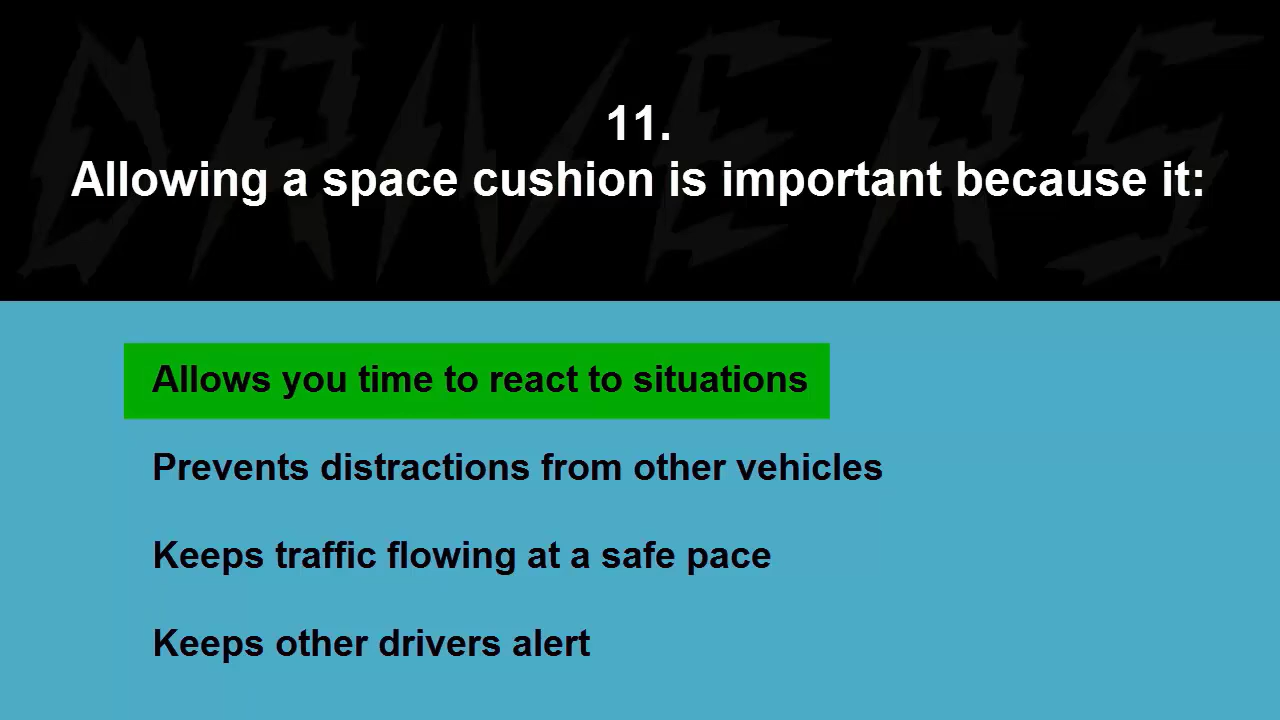 DRIVERS
11.
Allowing a space cushion is important because it:
Allows you time to react to situations
Prevents distractions from other vehicles
Keeps traffic flowing at a safe pace
Keeps other drivers alert